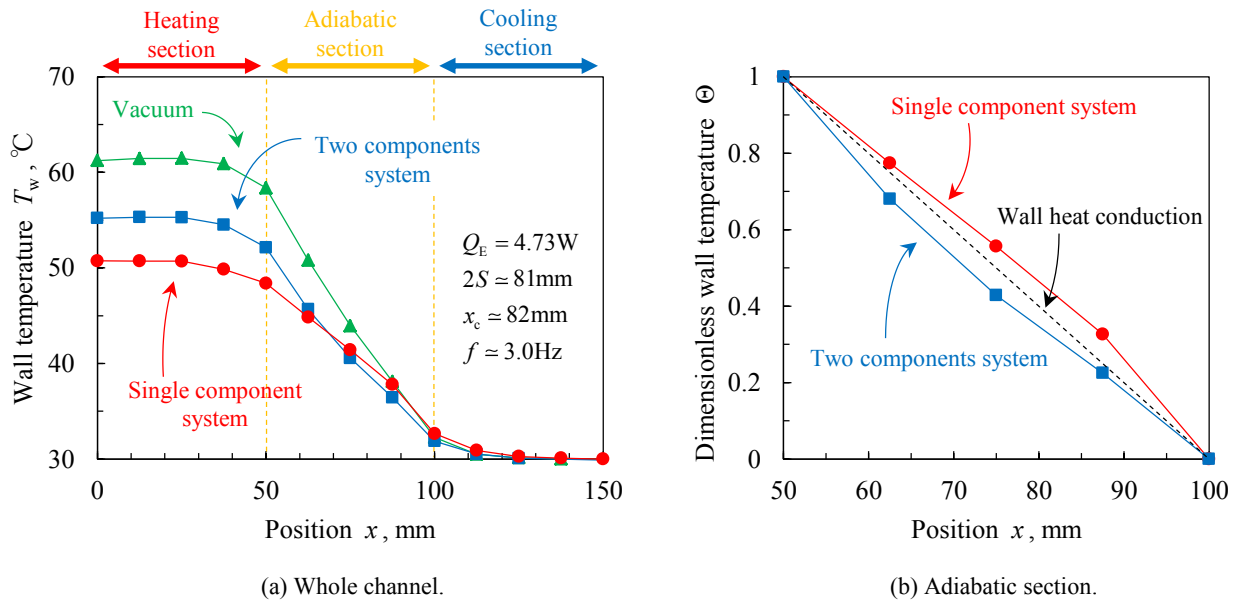 Heating
section
Adiabatic
section
Cooling
section
70
60
50
40
30
0
50
100
150
Wall temperature T_w, °C
Position x , mm
Vacuum
Two components
system
Single component
system
Q_E = 4.73W
2S ≃ 81mm
x_c ≃ 82mm
f ≃ 3.0Hz
(a) Whole channel.
1
0.8
0.6
0.4
0.2
0
50
60
70
80
90
100
Dimensionless wall temperature Θ
Position x , mm
Single component system
Wall heat conduction
Two components system
(b) Adiabatic section.